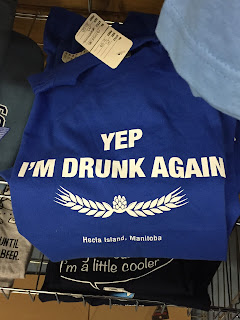 YEP
I'M DRUNK AGAIN
Hecla Island, Manitoba
UNTIL
BEER.
I'm a little cooler